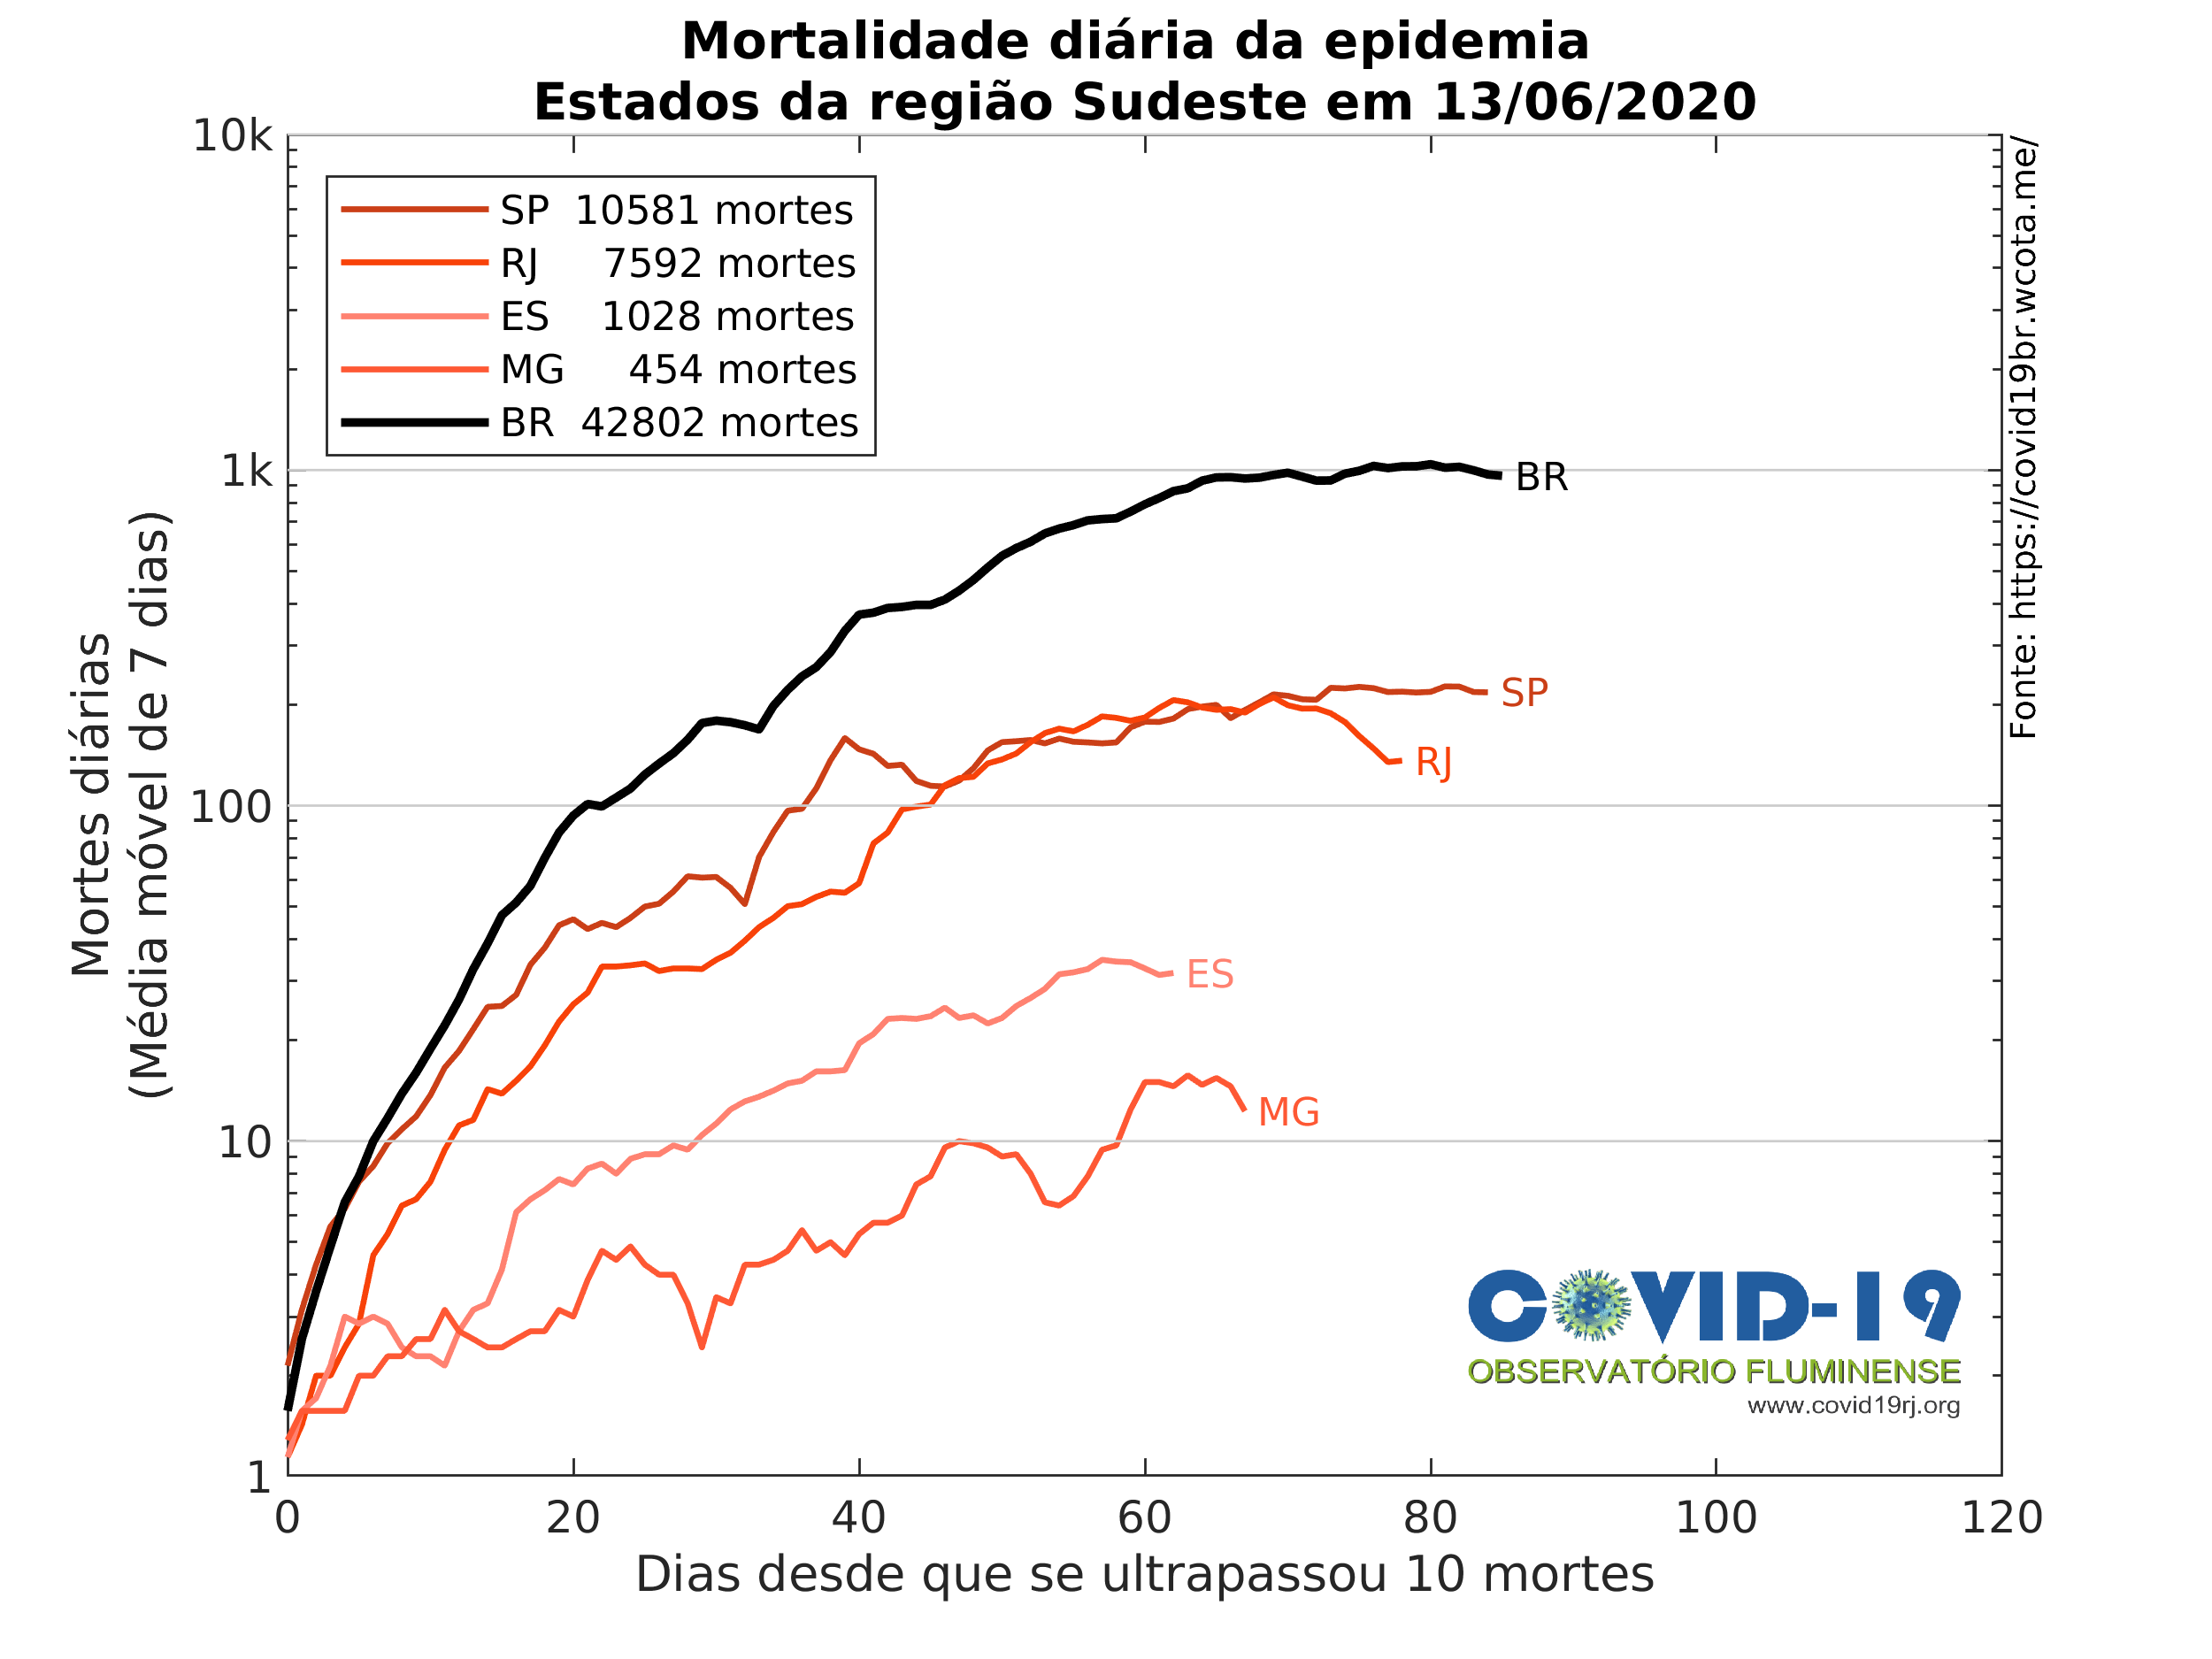 Mortalidade diária da epidemia
Estados da região Sudeste em 13/06/2020
10k
1k
100
10
1
Mortes diárias
(Média móvel de 7 dias)
SP 10581 mortes
RJ 7592 mortes
ES 1028 mortes
MG 454 mortes
BR 42802 mortes
BR
SP
RJ
ES
MG
Fonte: https://covid19br.wcota.me/
COVID-19
OBSERVATÓRIO FLUMINENSE
www.covid19rj.org
0 20 40 60 80 100 120
Dias desde que se ultrapassou 10 mortes